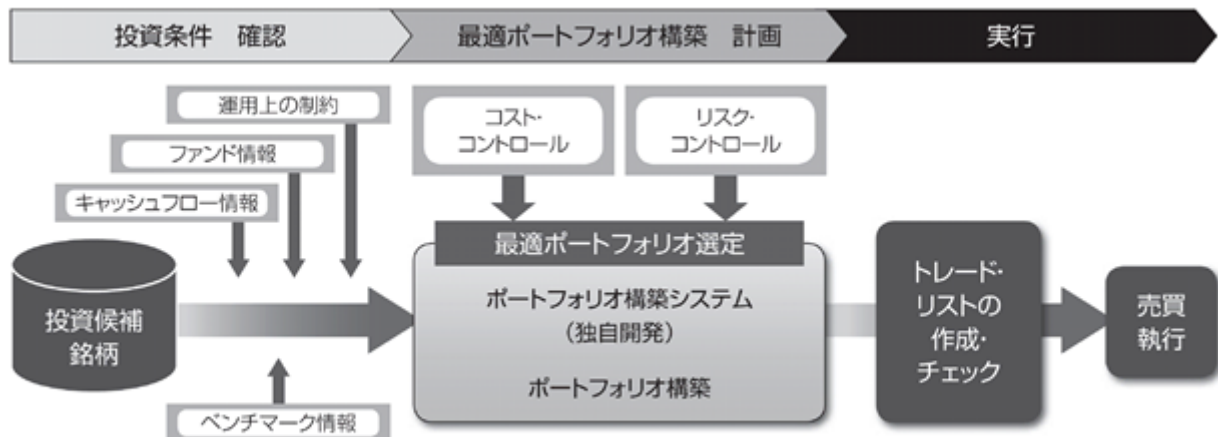 投資条件　確認
最適ポートフォリオ構築　計画
実行
運用上の制約
ファンド情報
キャッシュフロー情報
コスト・
コントロール
リスク・
コントロール
投資候補
銘柄
ベンチマーク情報
最適ポートフォリオ選定
ポートフォリオ構築システム
（独自開発）
ポートフォリオ構築
トレード・
リストの
作成・
チェック
売買
執行